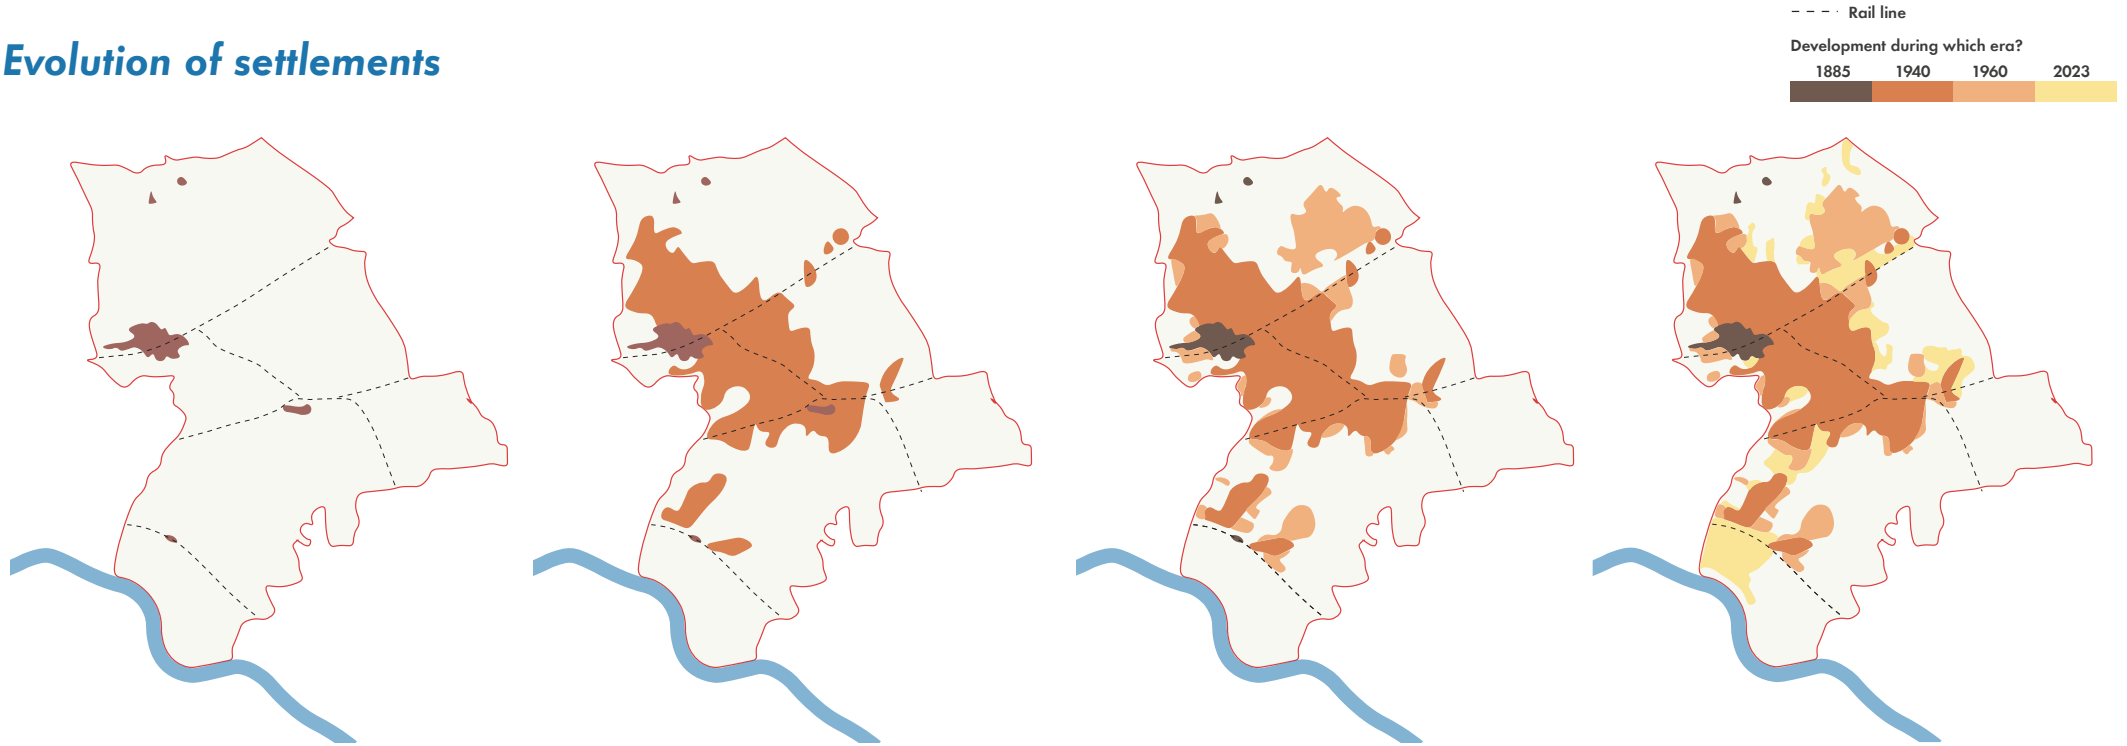 Evolution of settlements
Rail line
Development during which era?
1885 1940 1960 2023